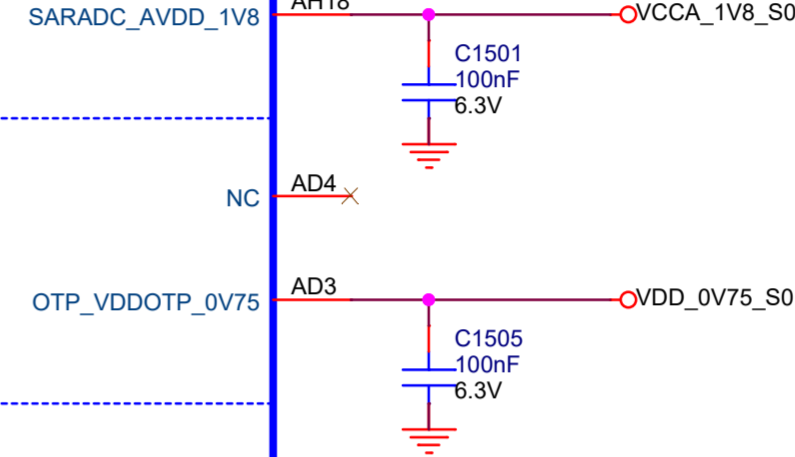 SARADC_AVDD_1V8
AH18
VCCA_1V8_S0
C1501
100nF
6.3V
NC
AD4
OTP_VDDOTP_0V75
AD3
VDD_0V75_S0
C1505
100nF
6.3V